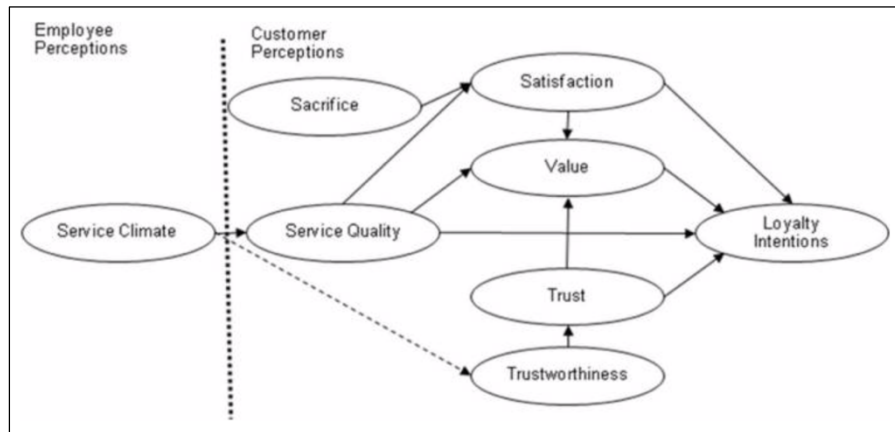 Employee
Perceptions
Customer
Perceptions
Satisfaction
Sacrifice
Value
Service Climate
Service Quality
Loyalty
Intentions
Trust
Trustworthiness